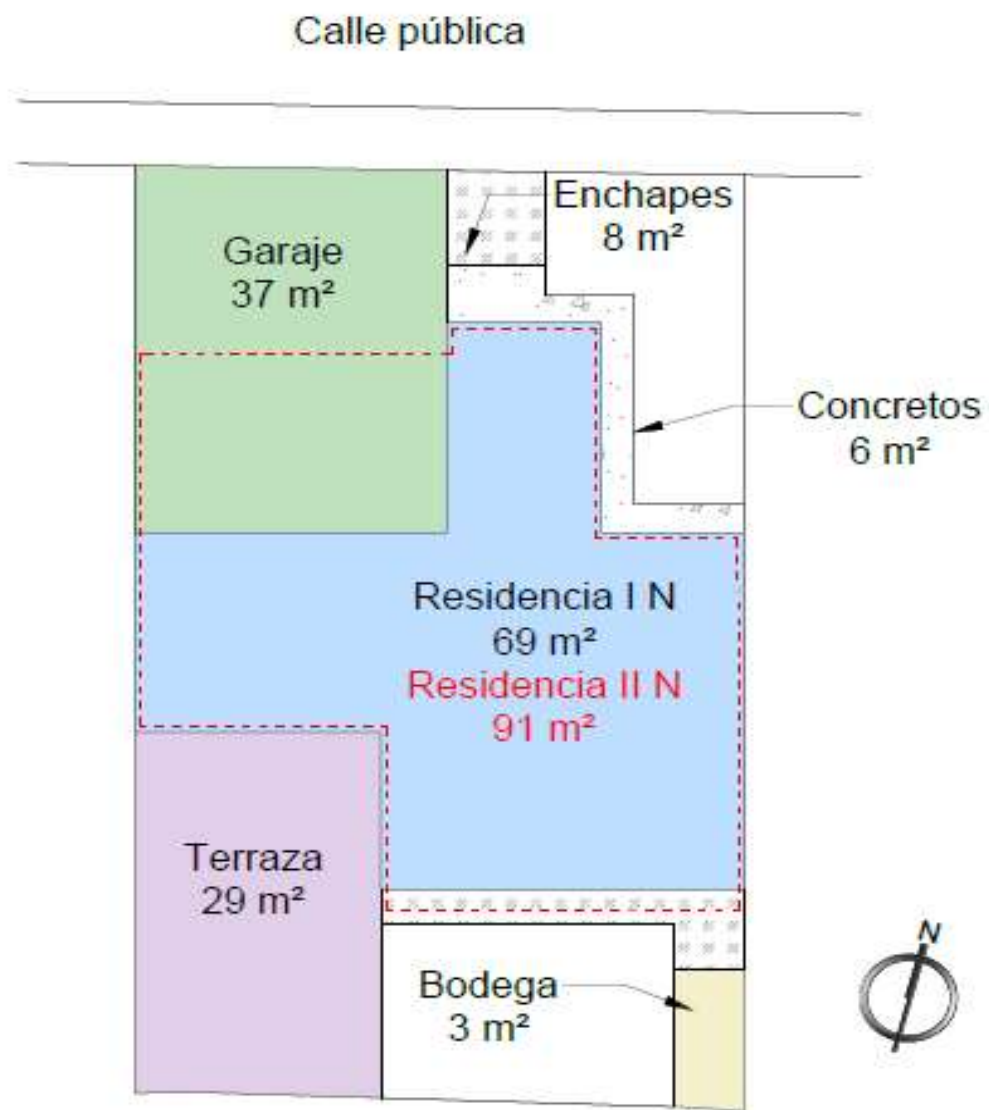 Calle pública
Enchapes
8 m²
Garaje
37 m²
Concretos
6 m²
Residencia I N
69 m²
Residencia II N
91 m²
Terraza
29 m²
N
Bodega
3 m²